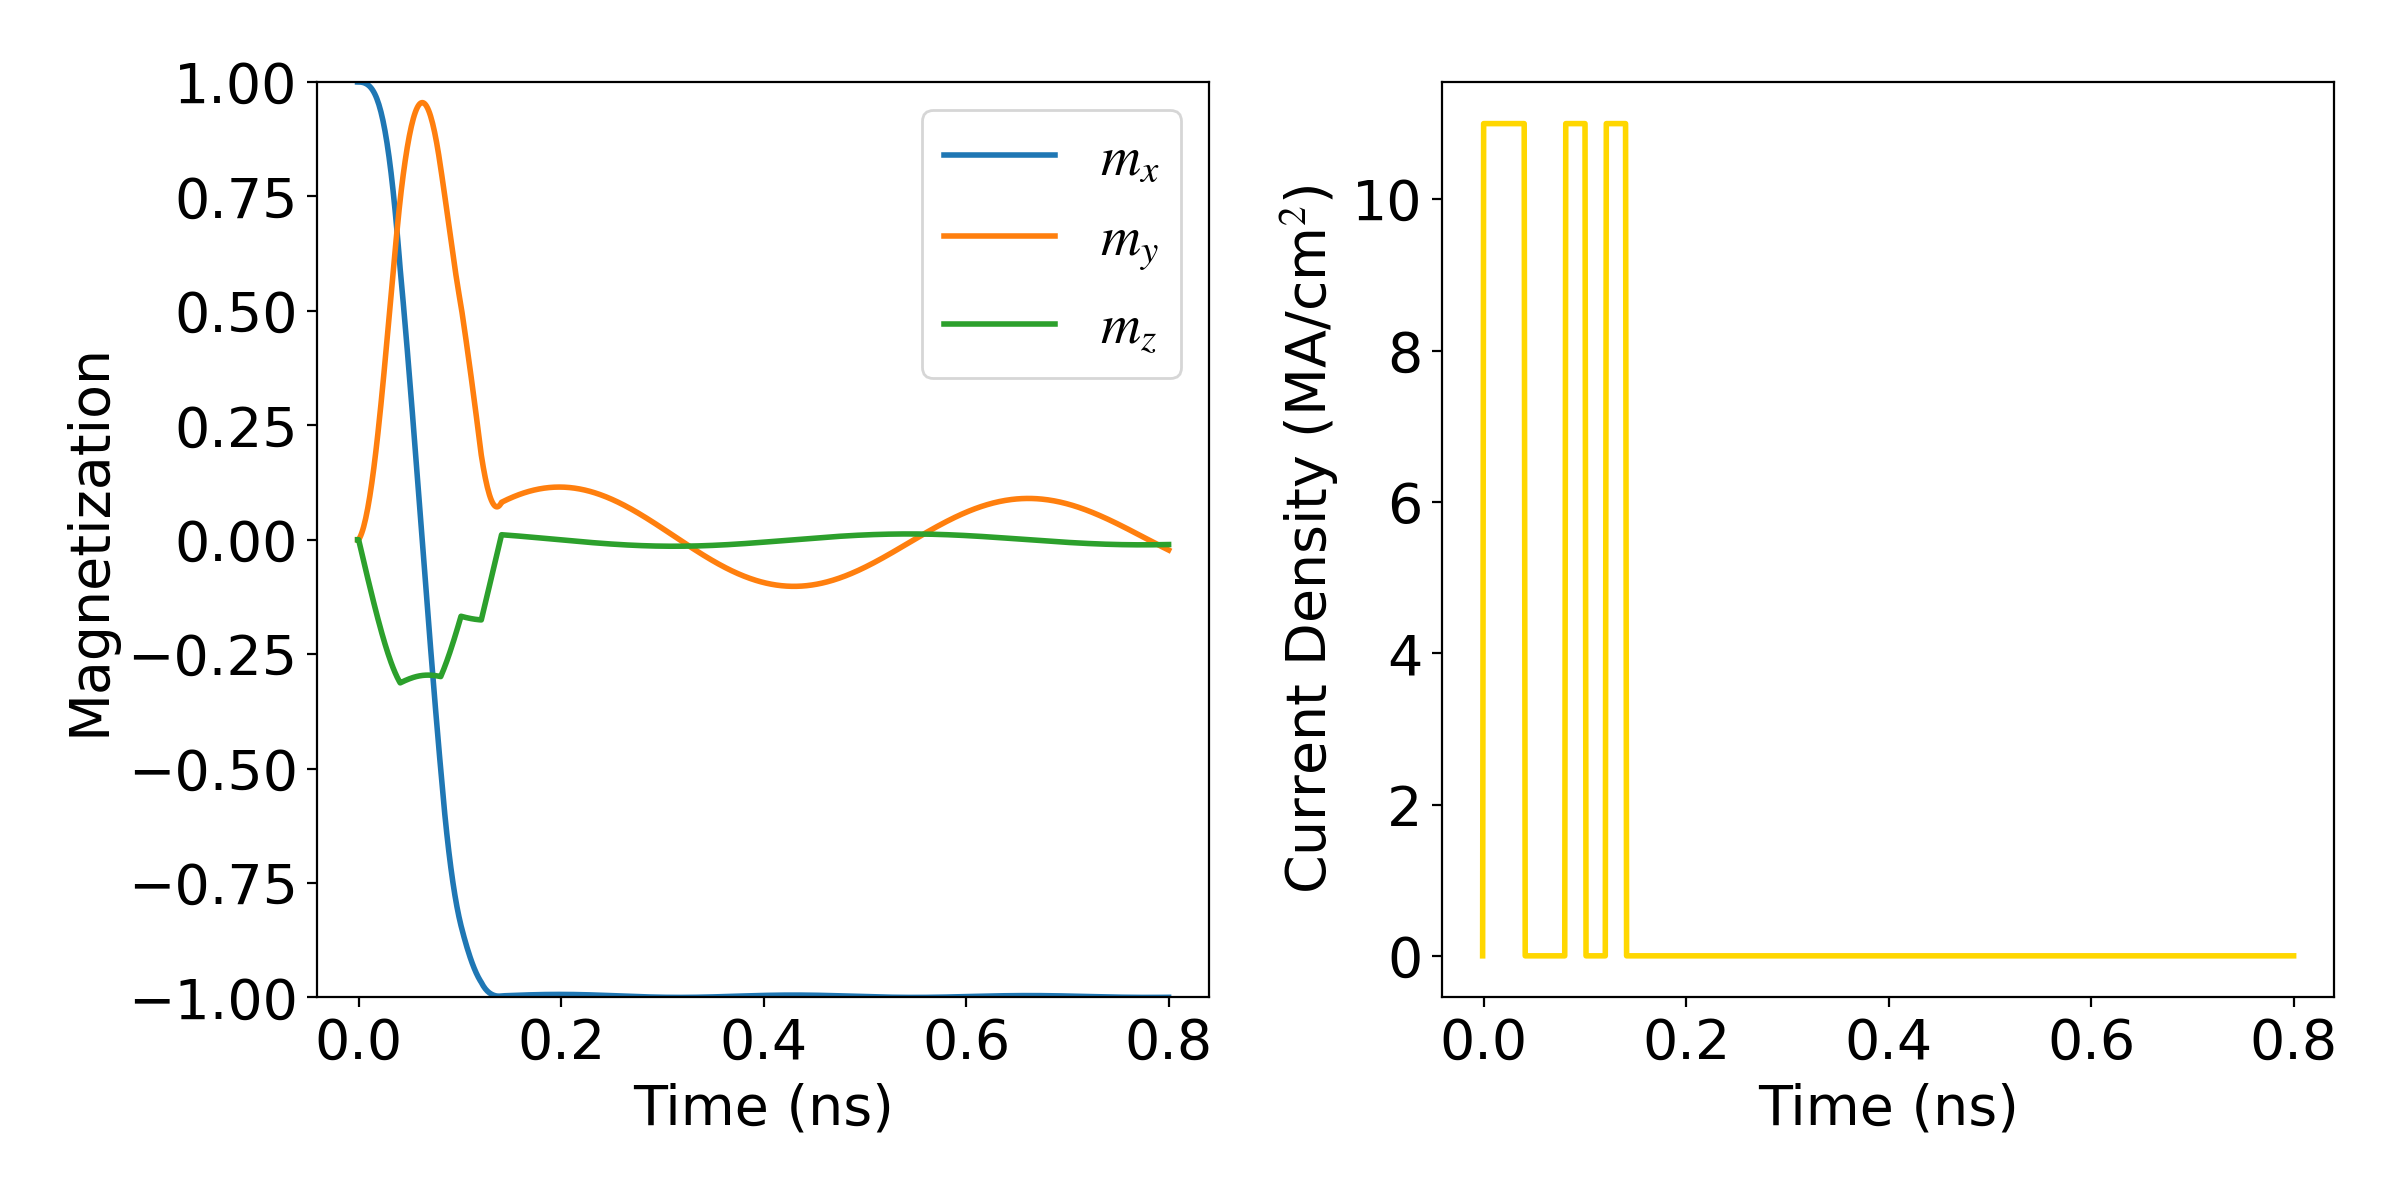 1.00
0.75
0.50
0.25
0.00
−0.25
−0.50
−0.75
−1.00
Magnetization
0.0 0.2 0.4 0.6 0.8
Time (ns)
m_x
m_y
m_z
10
8
6
4
2
0
Current Density (MA/cm²)
0.0 0.2 0.4 0.6 0.8
Time (ns)